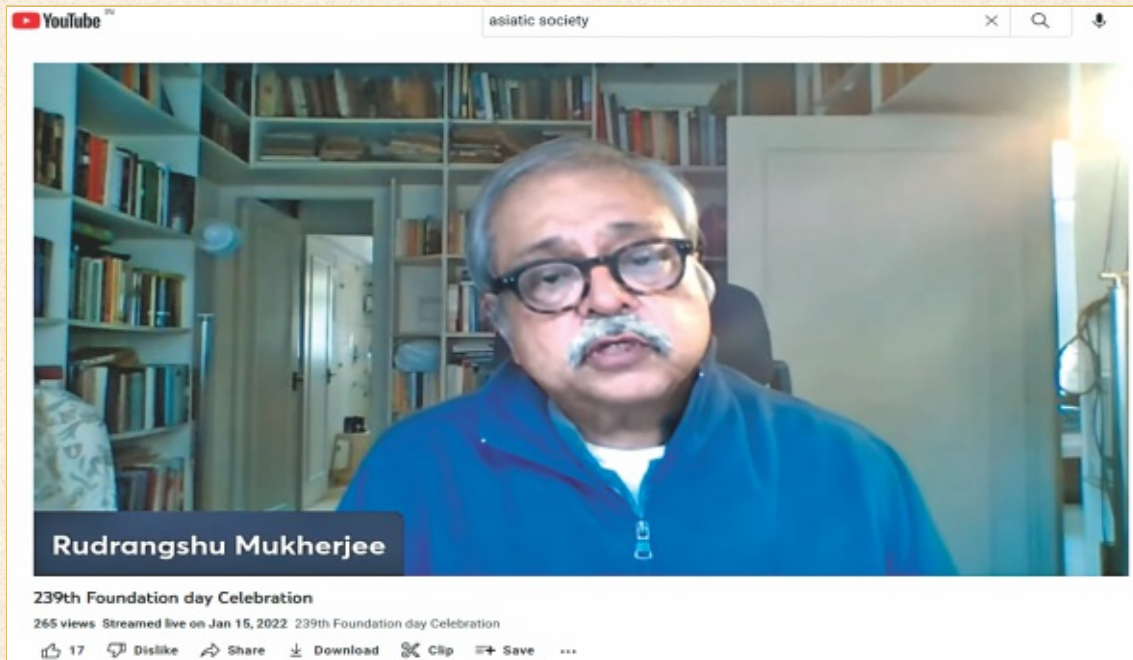 YouTube IN asiatic society
Rudrangshu Mukherjee
239th Foundation day Celebration
265 views Streamed live on Jan 15, 2022 239th Foundation day Celebration
17 Dislike Share Download Clip Save ...